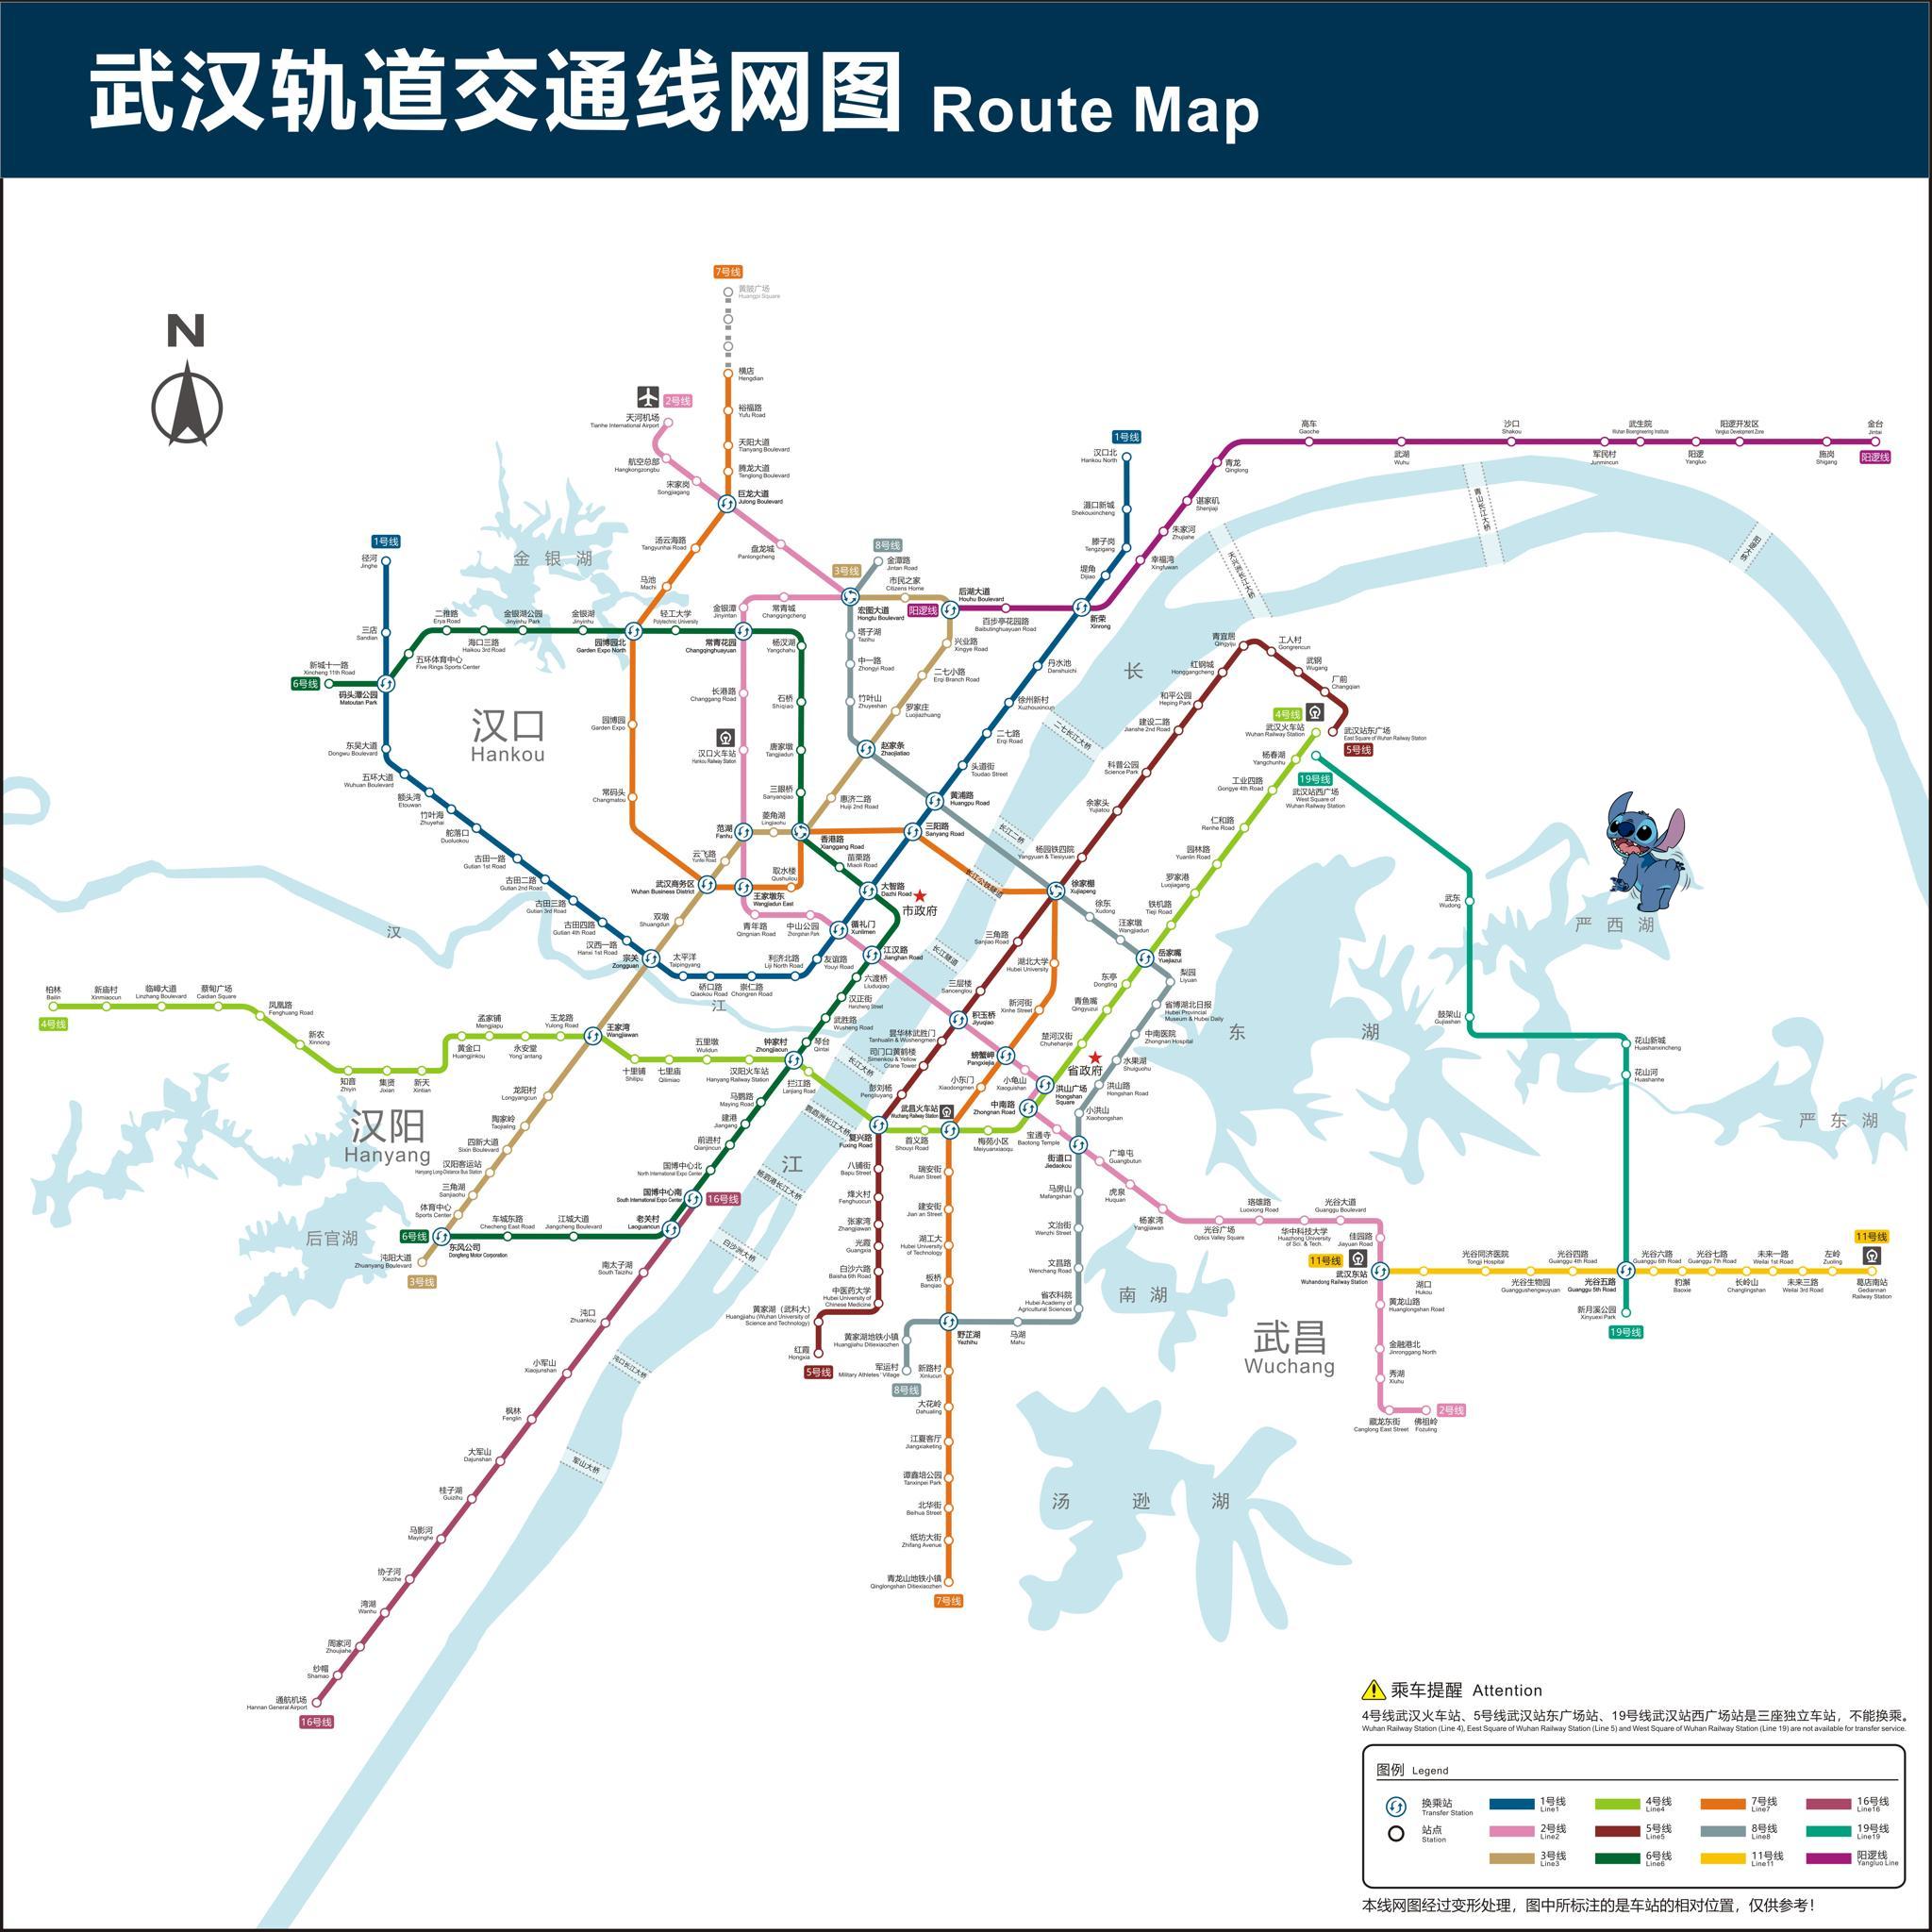 武汉轨道交通线网图 Route Map
N
7号线
黄陂广场
Huangpi Square
横店
Hengdian
裕福路
Yufu Road
天阳大道
Tianyang Boulevard
腾龙大道
Tenglong Boulevard
巨龙大道
Julong Boulevard
2号线
天河机场
Tianhe International Airport
航空总部
Hangkongzongbu
宋家岗
Songjiagang
汤云海路
Tangyunhai Road
盘龙城
Panlongcheng
马池
Machi
1号线
汉口北
Hankou North
滠口新城
Shekouxincheng
滕子岗
Tengzigang
堤角
Dijiao
新荣
Xinrong
青龙
Qinglong
谌家矶
Shenjiaji
朱家河
Zhujiahe
幸福湾
Xingfuwan
高车
Gaoche
武湖
Wuhu
沙口
Shakou
军民村
Junmincun
武生院
Wuhan Bioengineering Institute
阳逻
Yangluo
阳逻开发区
Yangluo Development Zone
施岗
Shigang
金台
Jintai
阳逻线
青山长江大桥
天兴洲长江大桥
阳逻大桥
1号线
径河
Jinghe
三店
Sandian
金银湖
8号线
金潭路
Jintan Road
3号线
市民之家
Citizens Home
宏图大道
Hongtu Boulevard
阳逻线
后湖大道
Houhu Boulevard
百步亭花园路
Baibutinghuayuan Road
金银潭
Jinyintan
常青城
Changqingcheng
二雅路
Erya Road
海口三路
Haikou 3rd Road
金银湖公园
Jinyinhu Park
金银湖
Jinyinhu
园博园北
Garden Expo North
轻工大学
Polytechnic University
常青花园
Changqinghuayuan
杨汊湖
Yangchahu
五环体育中心
Five Rings Sports Center
新城十一路
Xincheng 11th Road
6号线
码头潭公园
Matoutan Park
塔子湖
Tazihu
中一路
Zhongyi Road
竹叶山
Zhuyeshan
兴业路
Xingye Road
二七小路
Erqi Branch Road
罗家庄
Luojiazhuang
赵家条
Zhaojiatiao
丹水池
Danshuichi
徐州新村
Xuzhouxincun
二七路
Erqi Road
头道街
Toudao Street
黄浦路
Huangpu Road
长
二七长江大桥
长江二桥
汉口
Hankou
长港路
Changgang Road
石桥
Shiqiao
园博园
Garden Expo
汉口火车站
Hankou Railway Station
唐家墩
Tangjiadun
三眼桥
Sanyanqiao
常码头
Changmatou
惠济二路
Huiji 2nd Road
范湖
Fanhu
菱角湖
Lingjiaohu
香港路
Xianggang Road
三阳路
Sanyang Road
苗栗路
Miaoli Road
云飞路
Yunfei Road
取水楼
Qushuilou
武汉商务区
Wuhan Business District
王家墩东
Wangjiadun East
大智路
Dazhi Road
市政府
双墩
Shuangdun
青年路
Qingnian Road
中山公园
Zhongshan Park
循礼门
Xunlimen
江汉路
Jianghan Road
东吴大道
Dongwu Boulevard
五环大道
Wuhuan Boulevard
额头湾
Etouwan
竹叶海
Zhuyehai
舵落口
Duoluokou
古田一路
Gutian 1st Road
古田二路
Gutian 2nd Road
古田三路
Gutian 3rd Road
古田四路
Gutian 4th Road
汉西一路
Hanxi 1st Road
宗关
Zongguan
太平洋
Taipingyang
硚口路
Qiaokou Road
崇仁路
Chongren Road
利济北路
Liji North Road
友谊路
Youyi Road
汉
江
六渡桥
Liuduqiao
汉正街
Hanzheng Street
武胜路
Wusheng Road
琴台
Qintai
青宜居
Qingyiju
工人村
Gongrencun
武钢
Wugang
厂前
Changqian
红钢城
Honggangcheng
和平公园
Heping Park
建设二路
Jianshe 2nd Road
科普公园
Science Park
余家头
Yujiatou
杨园铁四院
Yangyuan & Tiesiyuan
徐家棚
Xujiapeng
武汉站东广场
East Square of Wuhan Railway Station
5号线
4号线
武汉火车站
Wuhan Railway Station
杨春湖
Yangchunhu
19号线
武汉站西广场
West Square of
Wuhan Railway Station
工业四路
Gongye 4th Road
仁和路
Renhe Road
园林路
Yuanlin Road
罗家港
Luojiagang
铁机路
Tieji Road
徐东
Xudong
汪家墩
Wangjiadun
岳家嘴
Yuejiazui
长江公铁隧道
长江隧道
三角路
Sanjiao Road
湖北大学
Hubei University
三层楼
Sancenglou
东亭
Dongting
梨园
Liyuan
青鱼嘴
Qingyuzui
省博湖北日报
Hubei Provincial
Museum & Hubei Daily
新河街
Xinhe Street
积玉桥
Jiyuqiao
楚河汉街
Chuhehanjie
中南医院
Zhongnan Hospital
昙华林武胜门
Tanhualin & Wushengmen
螃蟹岬
Pangxiejia
水果湖
Shuiguohu
省政府
司门口黄鹤楼
Simenkou & Yellow
Crane Tower
小龟山
Xiaoguishan
洪山广场
Hongshan
Square
洪山路
Hongshan Road
小东门
Xiaodongmen
彭刘杨
Pengliuyang
中南路
Zhongnan Road
小洪山
Xiaohongshan
武昌火车站
Wuchang Railway Station
复兴路
Fuxing Road
首义路
Shouyi Road
梅苑小区
Meiyuanxiaoqu
宝通寺
Baotong Temple
街道口
Jiedaokou
广埠屯
Guangbutun
东 湖
严西湖
严东湖
武东
Wudong
鼓架山
Gujiashan
花山新城
Huashanxincheng
花山河
Huashanhe
柏林
Bailin
4号线
新庙村
Xinmiaocun
临嶂大道
Linzhang Boulevard
蔡甸广场
Caidian Square
凤凰路
Fenghuang Road
新农
Xinnong
知音
Zhiyin
集贤
Jixian
新天
Xintian
黄金口
Huangjinkou
孟家铺
Mengjiapu
永安堂
Yong'antang
玉龙路
Yulong Road
王家湾
Wangjiawan
十里铺
Shilipu
七里庙
Qilimiao
五里墩
Wulidun
汉阳火车站
Hanyang Railway Station
钟家村
Zhongjiacun
拦江路
Lanjiang Road
长江大桥
鹦鹉洲长江大桥
汉阳
Hanyang
龙阳村
Longyangcun
陶家岭
Taojialing
四新大道
Sixin Boulevard
汉阳客运站
Hanyang Long-Distance Bus Station
三角湖
Sanjiaohu
体育中心
Sports Center
6号线
东风公司
Dongfeng Motor Corporation
沌阳大道
Zhuanyang Boulevard
3号线
后官湖
车城东路
Checheng East Road
江城大道
Jiangcheng Boulevard
老关村
Laoguancun
马鹦路
Maying Road
建港
Jiangang
前进村
Qianjincun
国博中心北
North International Expo Center
国博中心南
South International Expo Center
16号线
江
杨泗港长江大桥
白沙洲大桥
沌口长江大桥
军山大桥
八铺街
Bapu Street
烽火村
Fenghuocun
张家湾
Zhangjiawan
光霞
Guangxia
白沙六路
Baisha 6th Road
中医药大学
Hubei University of
Chinese Medicine
黄家湖（武科大）
Huangjiahu (Wuhan University of
Science and Technology)
红霞
Hongxia
5号线
瑞安街
Ruian Street
建安街
Jian an Street
湖工大
Hubei University
of Technology
板桥
Banqiao
野芷湖
Yezhihu
黄家湖地铁小镇
Huangjiahu Ditiexiaozhen
军运村
Military Athletes' Village
8号线
马湖
Mahu
马房山
Mafangshan
文治街
Wenzhi Street
文昌路
Wenchang Road
省农科院
Hubei Academy of
Agricultural Sciences
新路村
Xinlucun
大花岭
Dahualing
江夏客厅
Jiangxiaketing
谭鑫培公园
Tanxinpei Park
北华街
Beihua Street
纸坊大街
Zhifang Avenue
青龙山地铁小镇
Qinglongshan Ditiexiaozhen
7号线
南湖
武昌
Wuchang
汤 逊 湖
虎泉
Huquan
杨家湾
Yangjiawan
光谷广场
Optics Valley Square
珞雄路
Luoxiong Road
华中科技大学
Huazhong University
of Sci. & Tech.
光谷大道
Guanggu Boulevard
佳园路
Jiayuan Road
11号线
武汉东站
Wuhandong Railway Station
湖口
Hukou
光谷同济医院
Tongji Hospital
光谷生物园
Guanggushengwuyuan
光谷四路
Guanggu 4th Road
光谷五路
Guanggu 5th Road
光谷六路
Guanggu 6th Road
豹澥
Baoxie
光谷七路
Guanggu 7th Road
长岭山
Changlingshan
未来一路
Weilai 1st Road
未来三路
Weilai 3rd Road
左岭
Zuoling
11号线
葛店南站
Gediannan
Railway Station
新月溪公园
Xinyuexi Park
19号线
黄龙山路
Huanglongshan Road
金融港北
Jinronggang North
秀湖
Xiuhu
藏龙东街
Canglong East Street
佛祖岭
Fozuling
2号线
南太子湖
South Taizihu
沌口
Zhuankou
小军山
Xiaojunshan
枫林
Fenglin
大军山
Dajunshan
桂子湖
Guizihu
马影河
Mayinghe
协子河
Xiezihe
湾湖
Wanhu
周家河
Zhoujiahe
纱帽
Shamao
通航机场
Hannan General Airport
16号线
乘车提醒 Attention
4号线武汉火车站、5号线武汉站东广场站、19号线武汉站西广场站是三座独立车站，不能换乘。
Wuhan Railway Station (Line 4), Eest Square of Wuhan Railway Station (Line 5) and West Square of Wuhan Railway Station (Line 19) are not available for transfer service.
图例 Legend
换乘站
Transfer Station
站点
Station
1号线
Line1
2号线
Line2
3号线
Line3
4号线
Line4
5号线
Line5
6号线
Line6
7号线
Line7
8号线
Line8
11号线
Line11
16号线
Line16
19号线
Line19
阳逻线
Yangluo Line
本线网图经过变形处理，图中所标注的是车站的相对位置，仅供参考！